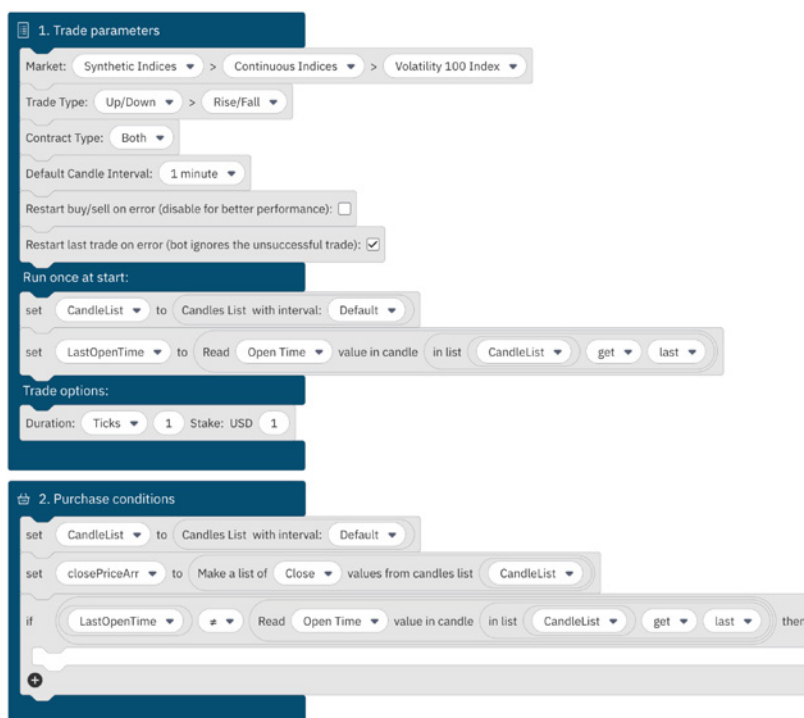 1. Trade parameters
Market: Synthetic Indices > Continuous Indices > Volatility 100 Index
Trade Type: Up/Down > Rise/Fall
Contract Type: Both
Default Candle Interval: 1 minute
Restart buy/sell on error (disable for better performance):
Restart last trade on error (bot ignores the unsuccessful trade):
Run once at start:
set CandleList to Candles List with interval: Default
set LastOpenTime to Read Open Time value in candle in list CandleList get last
Trade options:
Duration: Ticks 1 Stake: USD 1
2. Purchase conditions
set CandleList to Candles List with interval: Default
set closePriceArr to Make a list of Close values from candles list CandleList
if LastOpenTime ≠ Read Open Time value in candle in list CandleList get last then